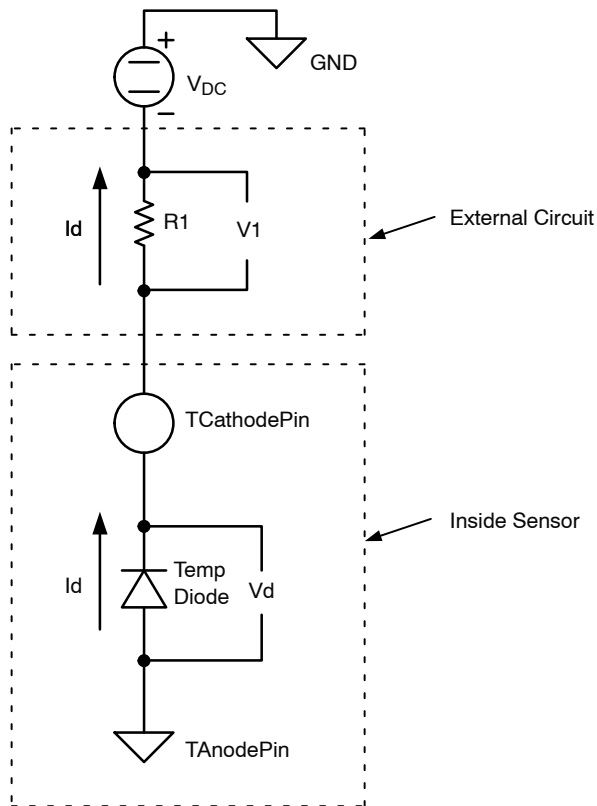 +
GND
V_DC
−
Id
R1
V1
External Circuit
TCathodePin
Inside Sensor
Id
Temp
Diode
Vd
TAnodePin